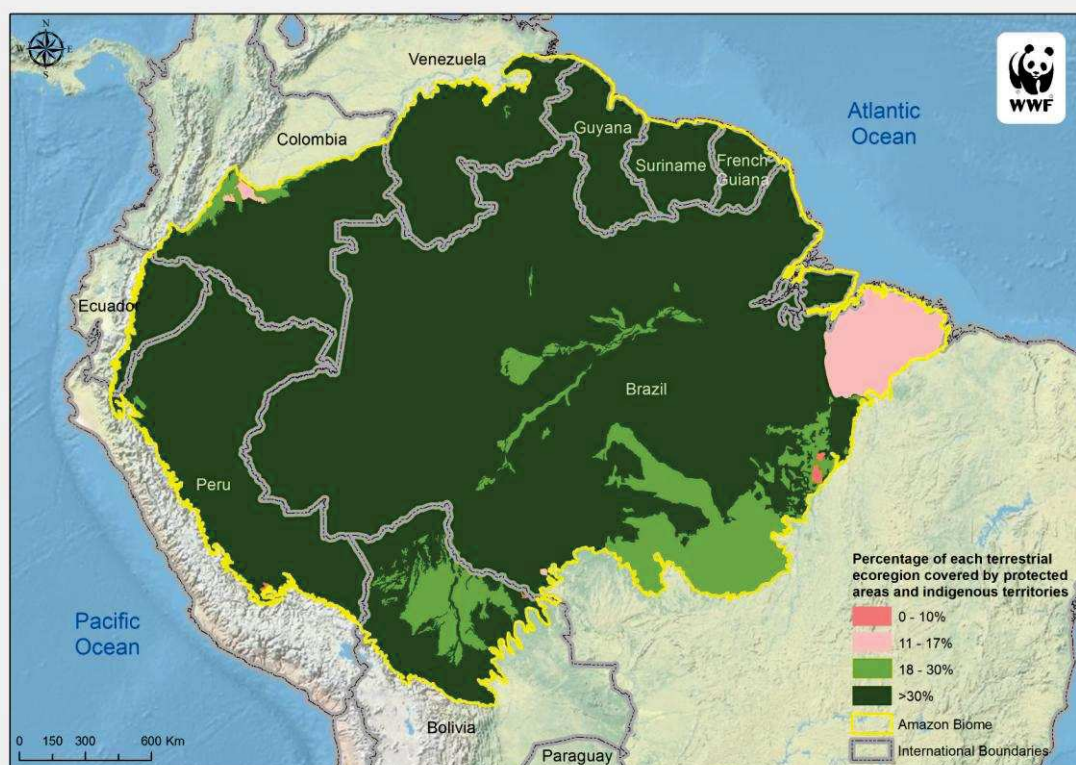 N
W
E
S
WWF
Venezuela
Atlantic
Ocean
Guyana
Colombia
Suriname
French
Guiana
Ecuador
Brazil
Peru
Percentage of each terrestrial
ecoregion covered by protected
areas and indigenous territories
0 - 10%
11 - 17%
18 - 30%
>30%
Amazon Biome
International Boundaries
Pacific
Ocean
Bolivia
Paraguay
0 150 300 600 Km